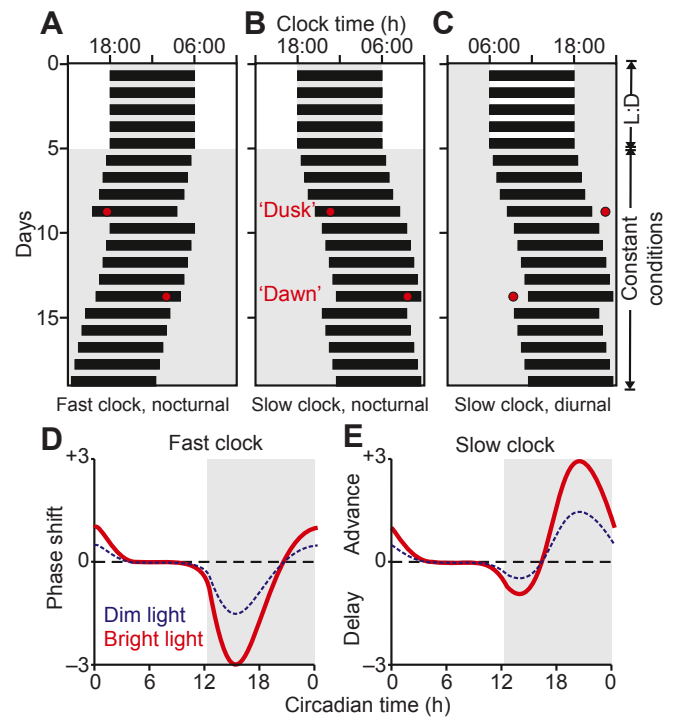 A B C
Clock time (h)
18:00 06:00 18:00 06:00 06:00 18:00
0
5
10
15
Days
'Dusk'
'Dawn'
L:D
Constant
conditions
Fast clock, nocturnal Slow clock, nocturnal Slow clock, diurnal
D E
Fast clock Slow clock
+3
0
–3
Phase shift
Dim light
Bright light
+3
0
–3
Advance
Delay
0 6 12 18 0 0 6 12 18 0
Circadian time (h)